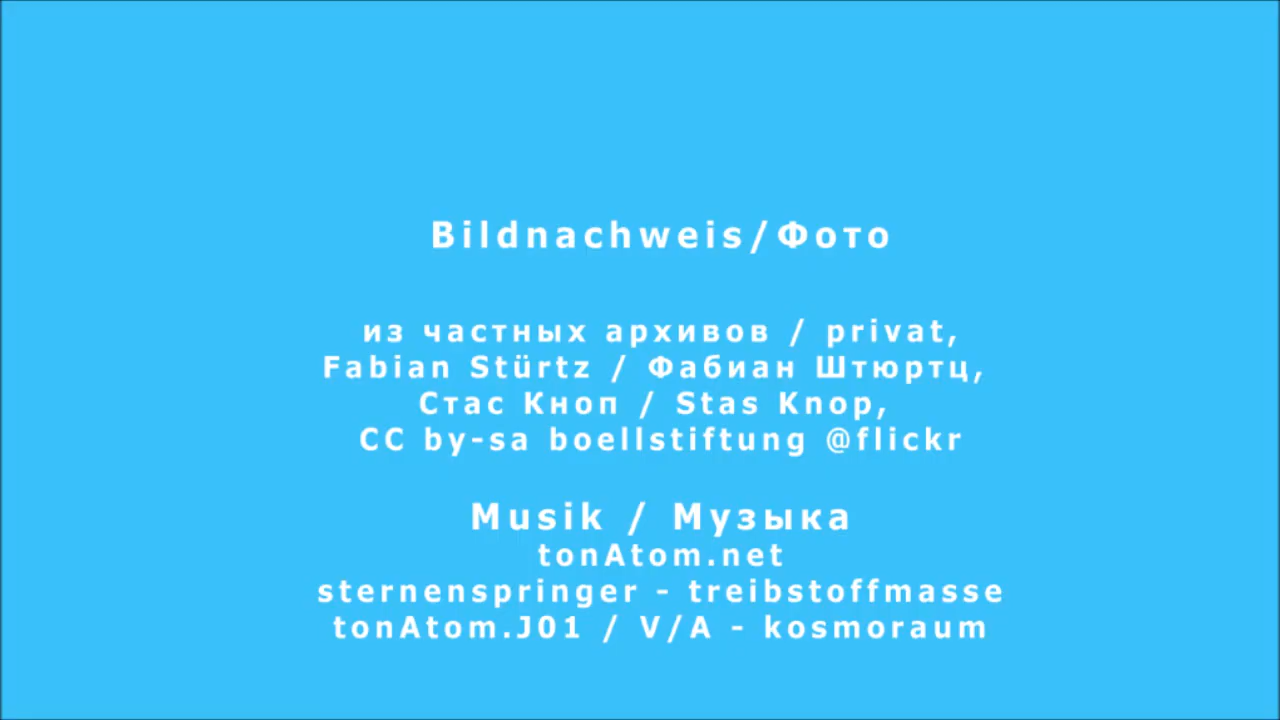 Bildnachweis/Фото
из частных архивов / privat,
Fabian Stürtz / Фабиан Штюртц,
Стас Кноп / Stas Knop,
CC by-sa boellstiftung @flickr
Musik / Музыка
tonAtom.net
sternenspringer - treibstoffmasse
tonAtom.J01 / V/A - kosmoraum